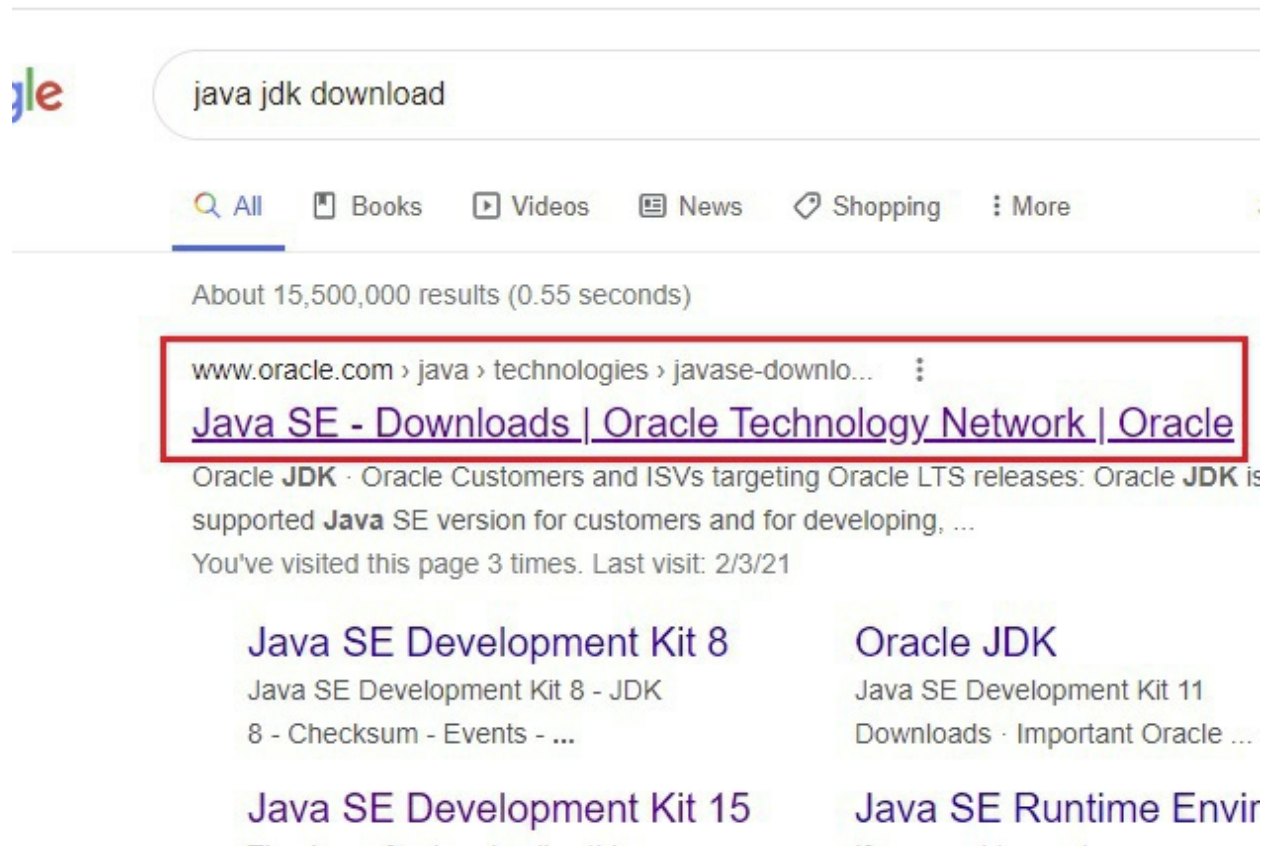 gle
java jdk download
All Books Videos News Shopping More
About 15,500,000 results (0.55 seconds)
www.oracle.com › java › technologies › javase-downlo...
Java SE - Downloads | Oracle Technology Network | Oracle
Oracle JDK · Oracle Customers and ISVs targeting Oracle LTS releases: Oracle JDK is
supported Java SE version for customers and for developing, ...
You've visited this page 3 times. Last visit: 2/3/21
Java SE Development Kit 8
Java SE Development Kit 8 - JDK
8 - Checksum - Events - ...
Oracle JDK
Java SE Development Kit 11
Downloads · Important Oracle ...
Java SE Development Kit 15
Java SE Runtime Envir